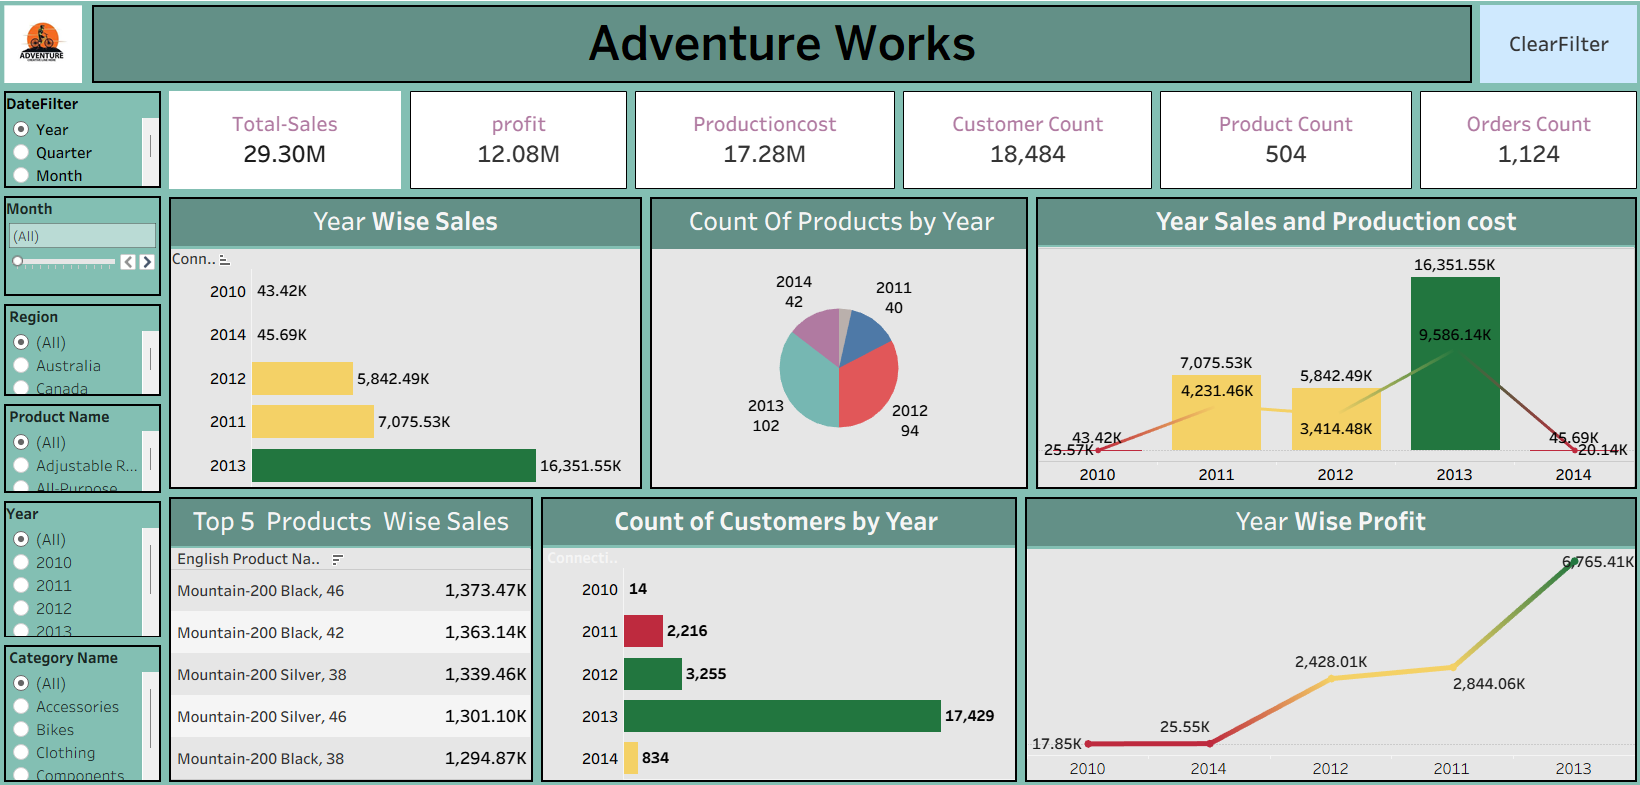 ADVENTURE
Adventure Works
ClearFilter
DateFilter
Year
Quarter
Month
Total-Sales
29.30M
profit
12.08M
Productioncost
17.28M
Customer Count
18,484
Product Count
504
Orders Count
1,124
Month
(All)
Region
(All)
Australia
Canada
Product Name
(All)
Adjustable R...
All-Purpose
Year
(All)
2010
2011
2012
2013
Category Name
(All)
Accessories
Bikes
Clothing
Components
Year Wise Sales
Conn..
2010 43.42K
2014 45.69K
2012 5,842.49K
2011 7,075.53K
2013 16,351.55K
Count Of Products by Year
2014
42
2011
40
2013
102
2012
94
Year Sales and Production cost
16,351.55K
9,586.14K
7,075.53K
4,231.46K
5,842.49K
3,414.48K
43.42K
25.57K
45.69K
20.14K
2010 2011 2012 2013 2014
Top 5 Products Wise Sales
English Product Na..
Mountain-200 Black, 46 1,373.47K
Mountain-200 Black, 42 1,363.14K
Mountain-200 Silver, 38 1,339.46K
Mountain-200 Silver, 46 1,301.10K
Mountain-200 Black, 38 1,294.87K
Count of Customers by Year
Connecti..
2010 14
2011 2,216
2012 3,255
2013 17,429
2014 834
Year Wise Profit
6,765.41K
2,428.01K
2,844.06K
25.55K
17.85K
2010 2014 2012 2011 2013